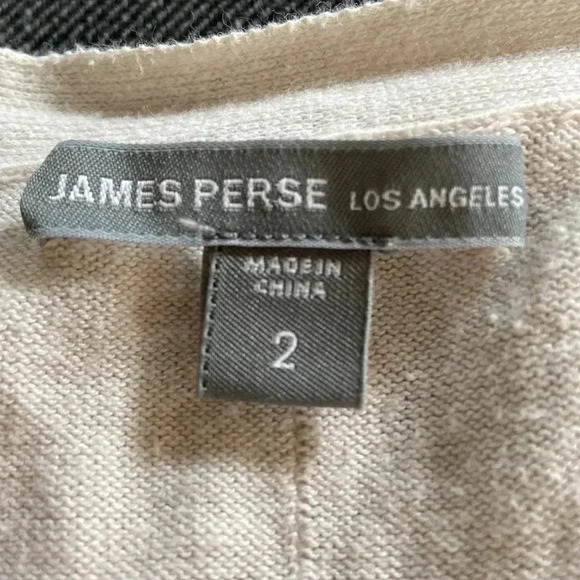 JAMES PERSE LOS ANGELES
MADE IN
CHINA
2